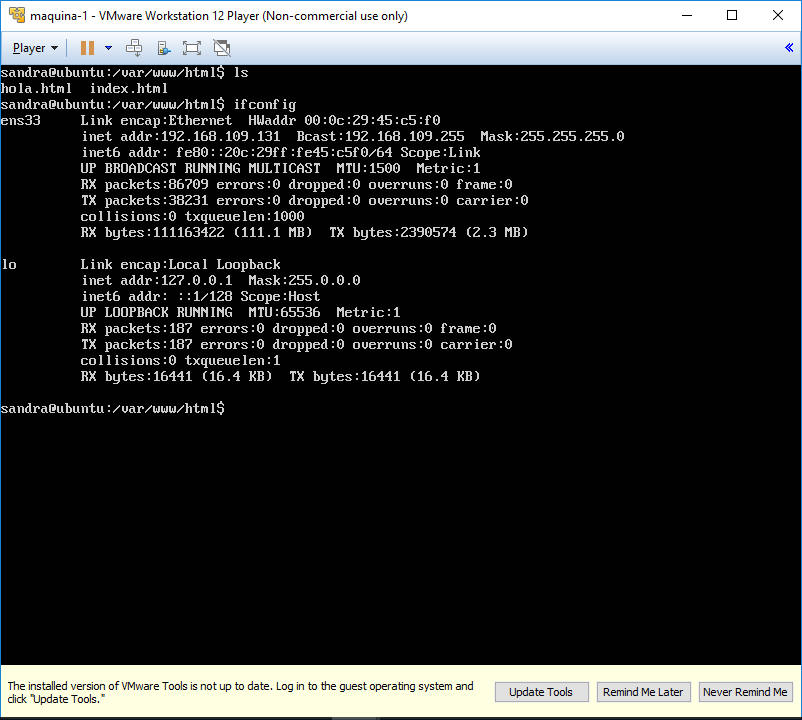 maquina-1 - VMware Workstation 12 Player (Non-commercial use only)
Player
sandra@ubuntu:/var/www/html$ ls
hola.html  index.html
sandra@ubuntu:/var/www/html$ ifconfig
ens33     Link encap:Ethernet  HWaddr 00:0c:29:45:c5:f0
          inet addr:192.168.109.131  Bcast:192.168.109.255  Mask:255.255.255.0
          inet6 addr: fe80::20c:29ff:fe45:c5f0/64 Scope:Link
          UP BROADCAST RUNNING MULTICAST  MTU:1500  Metric:1
          RX packets:86709 errors:0 dropped:0 overruns:0 frame:0
          TX packets:38231 errors:0 dropped:0 overruns:0 carrier:0
          collisions:0 txqueuelen:1000
          RX bytes:111163422 (111.1 MB)  TX bytes:2390574 (2.3 MB)

lo        Link encap:Local Loopback
          inet addr:127.0.0.1  Mask:255.0.0.0
          inet6 addr: ::1/128 Scope:Host
          UP LOOPBACK RUNNING  MTU:65536  Metric:1
          RX packets:187 errors:0 dropped:0 overruns:0 frame:0
          TX packets:187 errors:0 dropped:0 overruns:0 carrier:0
          collisions:0 txqueuelen:1
          RX bytes:16441 (16.4 KB)  TX bytes:16441 (16.4 KB)

sandra@ubuntu:/var/www/html$
The installed version of VMware Tools is not up to date. Log in to the guest operating system and
click "Update Tools."
Update Tools
Remind Me Later
Never Remind Me